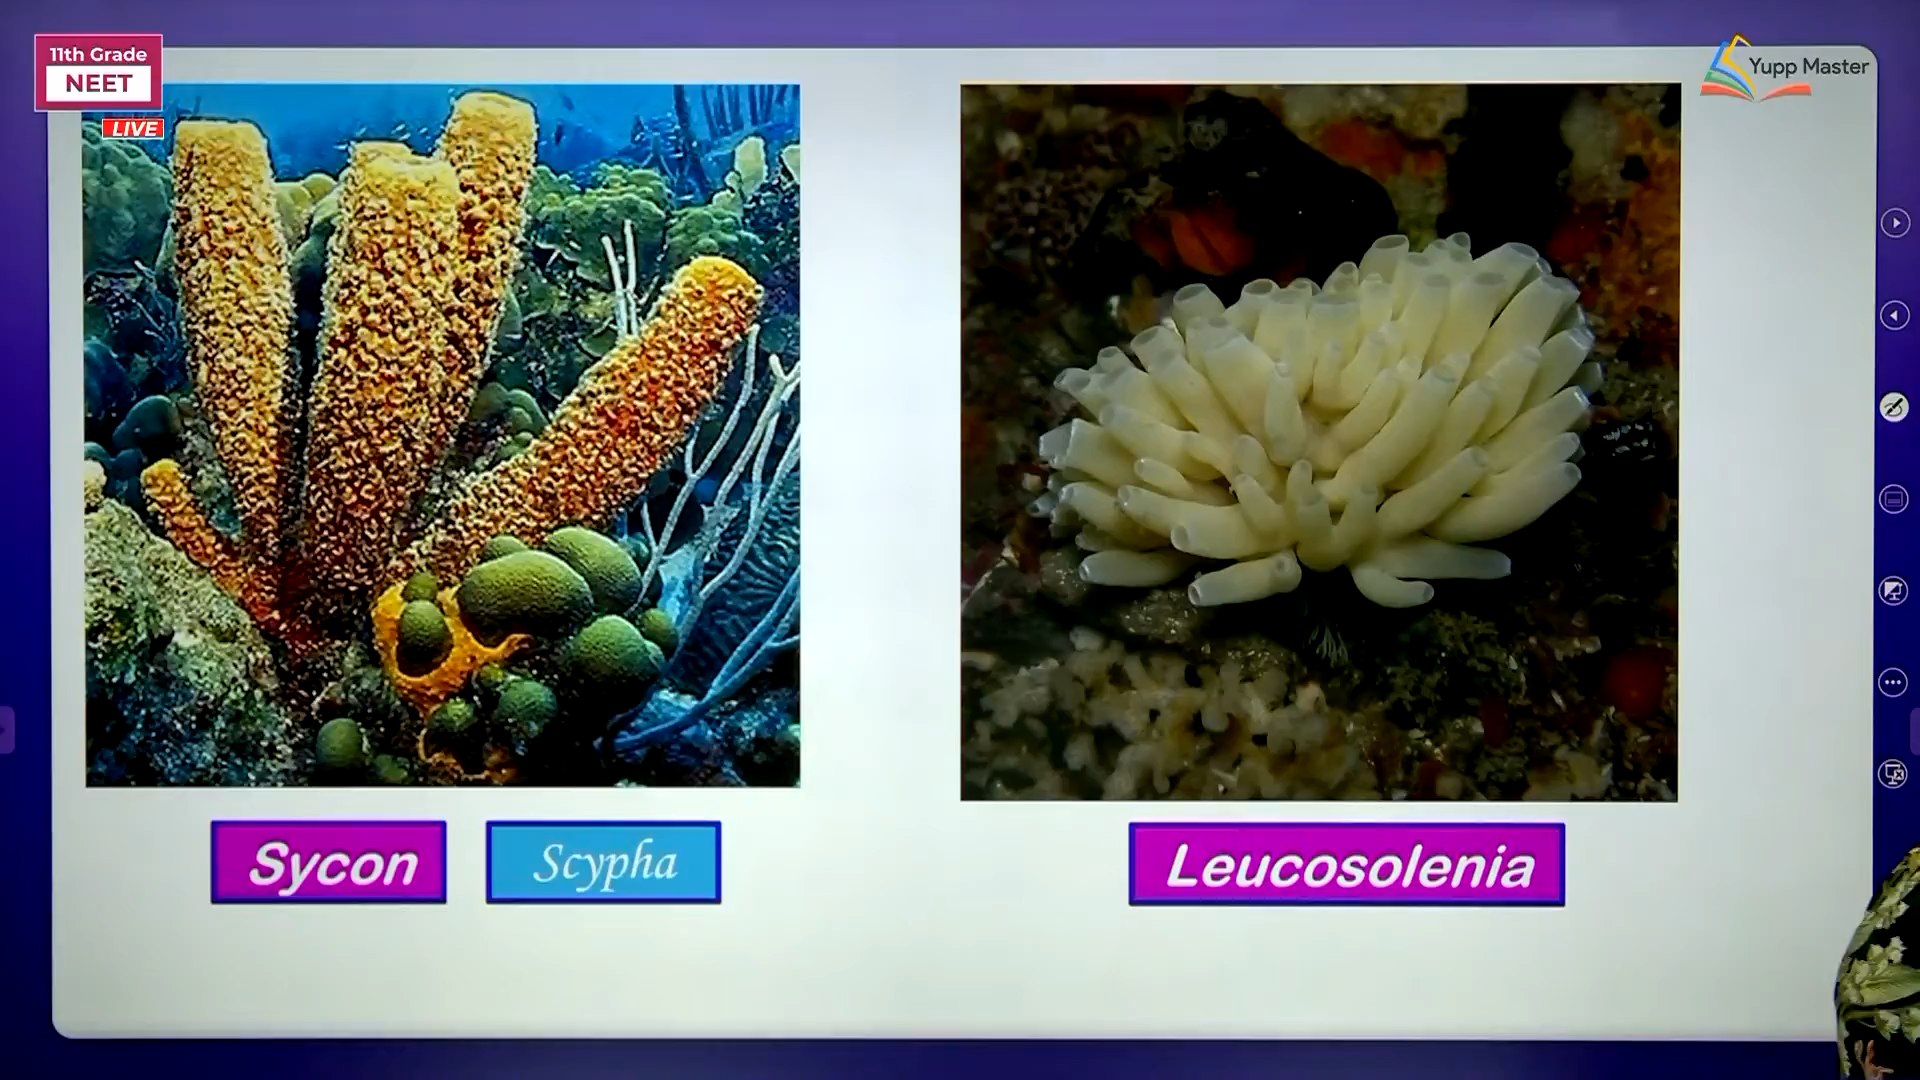 11th Grade
NEET
LIVE
Yupp Master
Sycon
Scypha
Leucosolenia